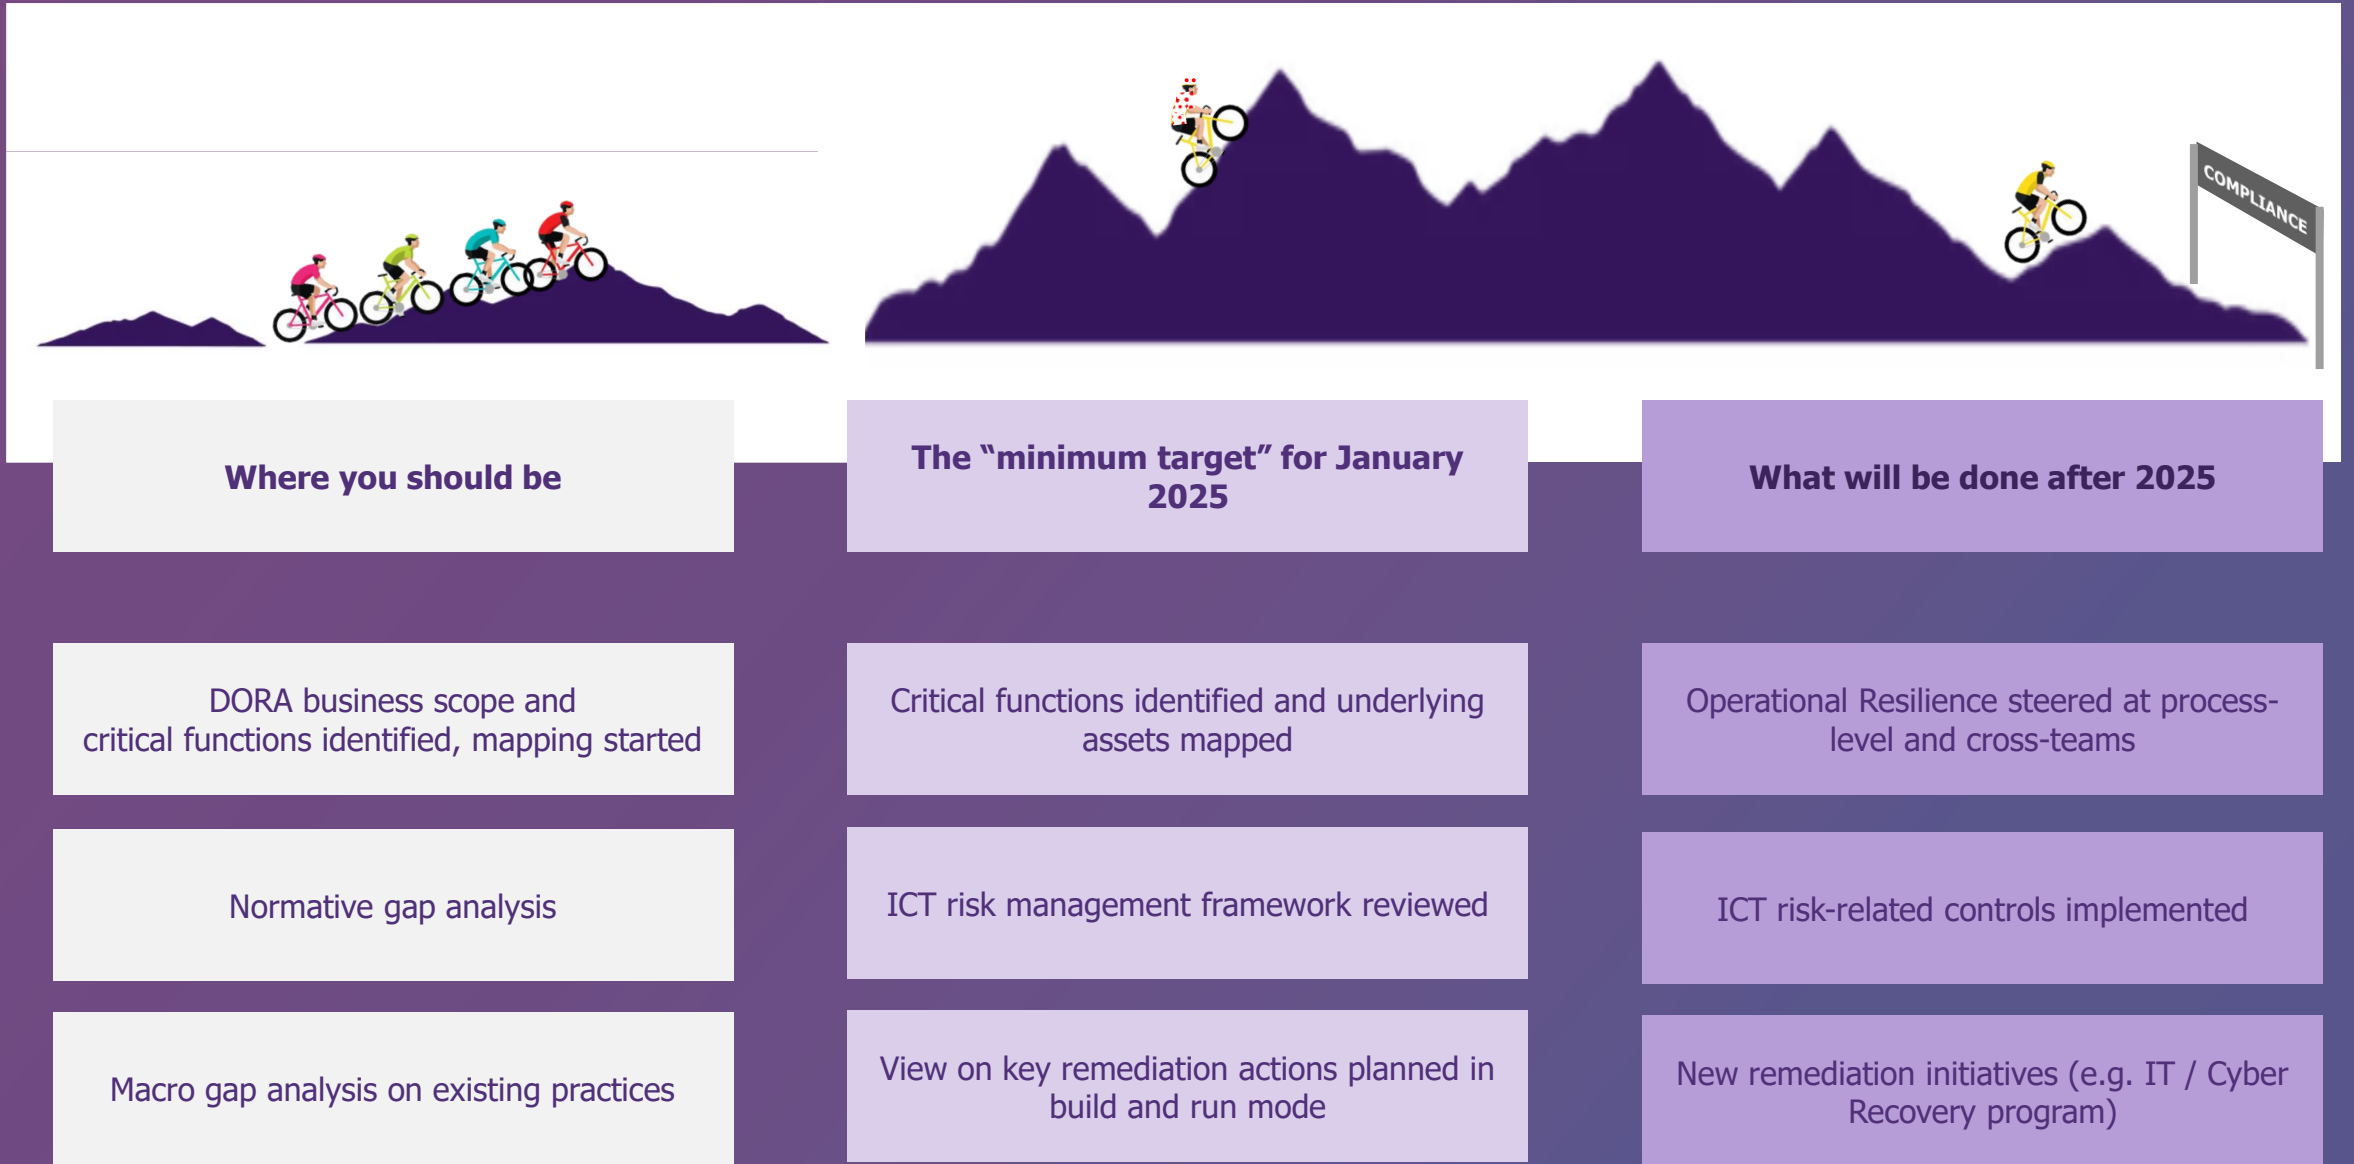 COMPLIANCE
Where you should be
The “minimum target” for January
2025
What will be done after 2025
DORA business scope and
critical functions identified, mapping started
Critical functions identified and underlying
assets mapped
Operational Resilience steered at process-
level and cross-teams
Normative gap analysis
ICT risk management framework reviewed
ICT risk-related controls implemented
Macro gap analysis on existing practices
View on key remediation actions planned in
build and run mode
New remediation initiatives (e.g. IT / Cyber
Recovery program)